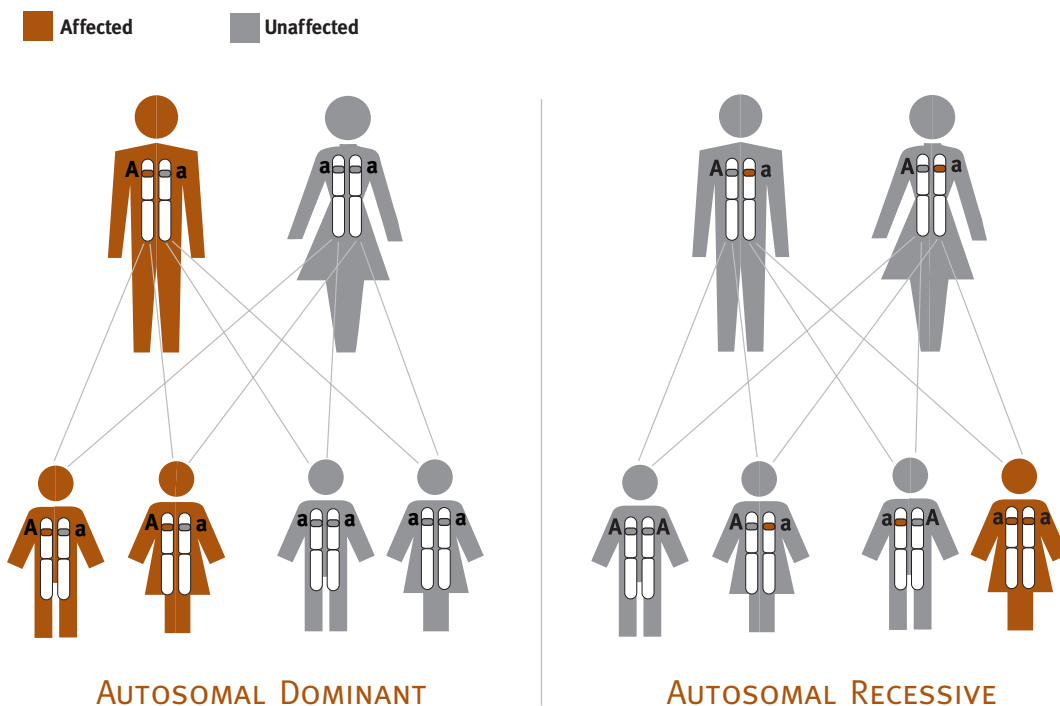 Affected Unaffected
A a a a A a A a
A a A a a a a a A A A a a A a a
AUTOSOMAL DOMINANT AUTOSOMAL RECESSIVE